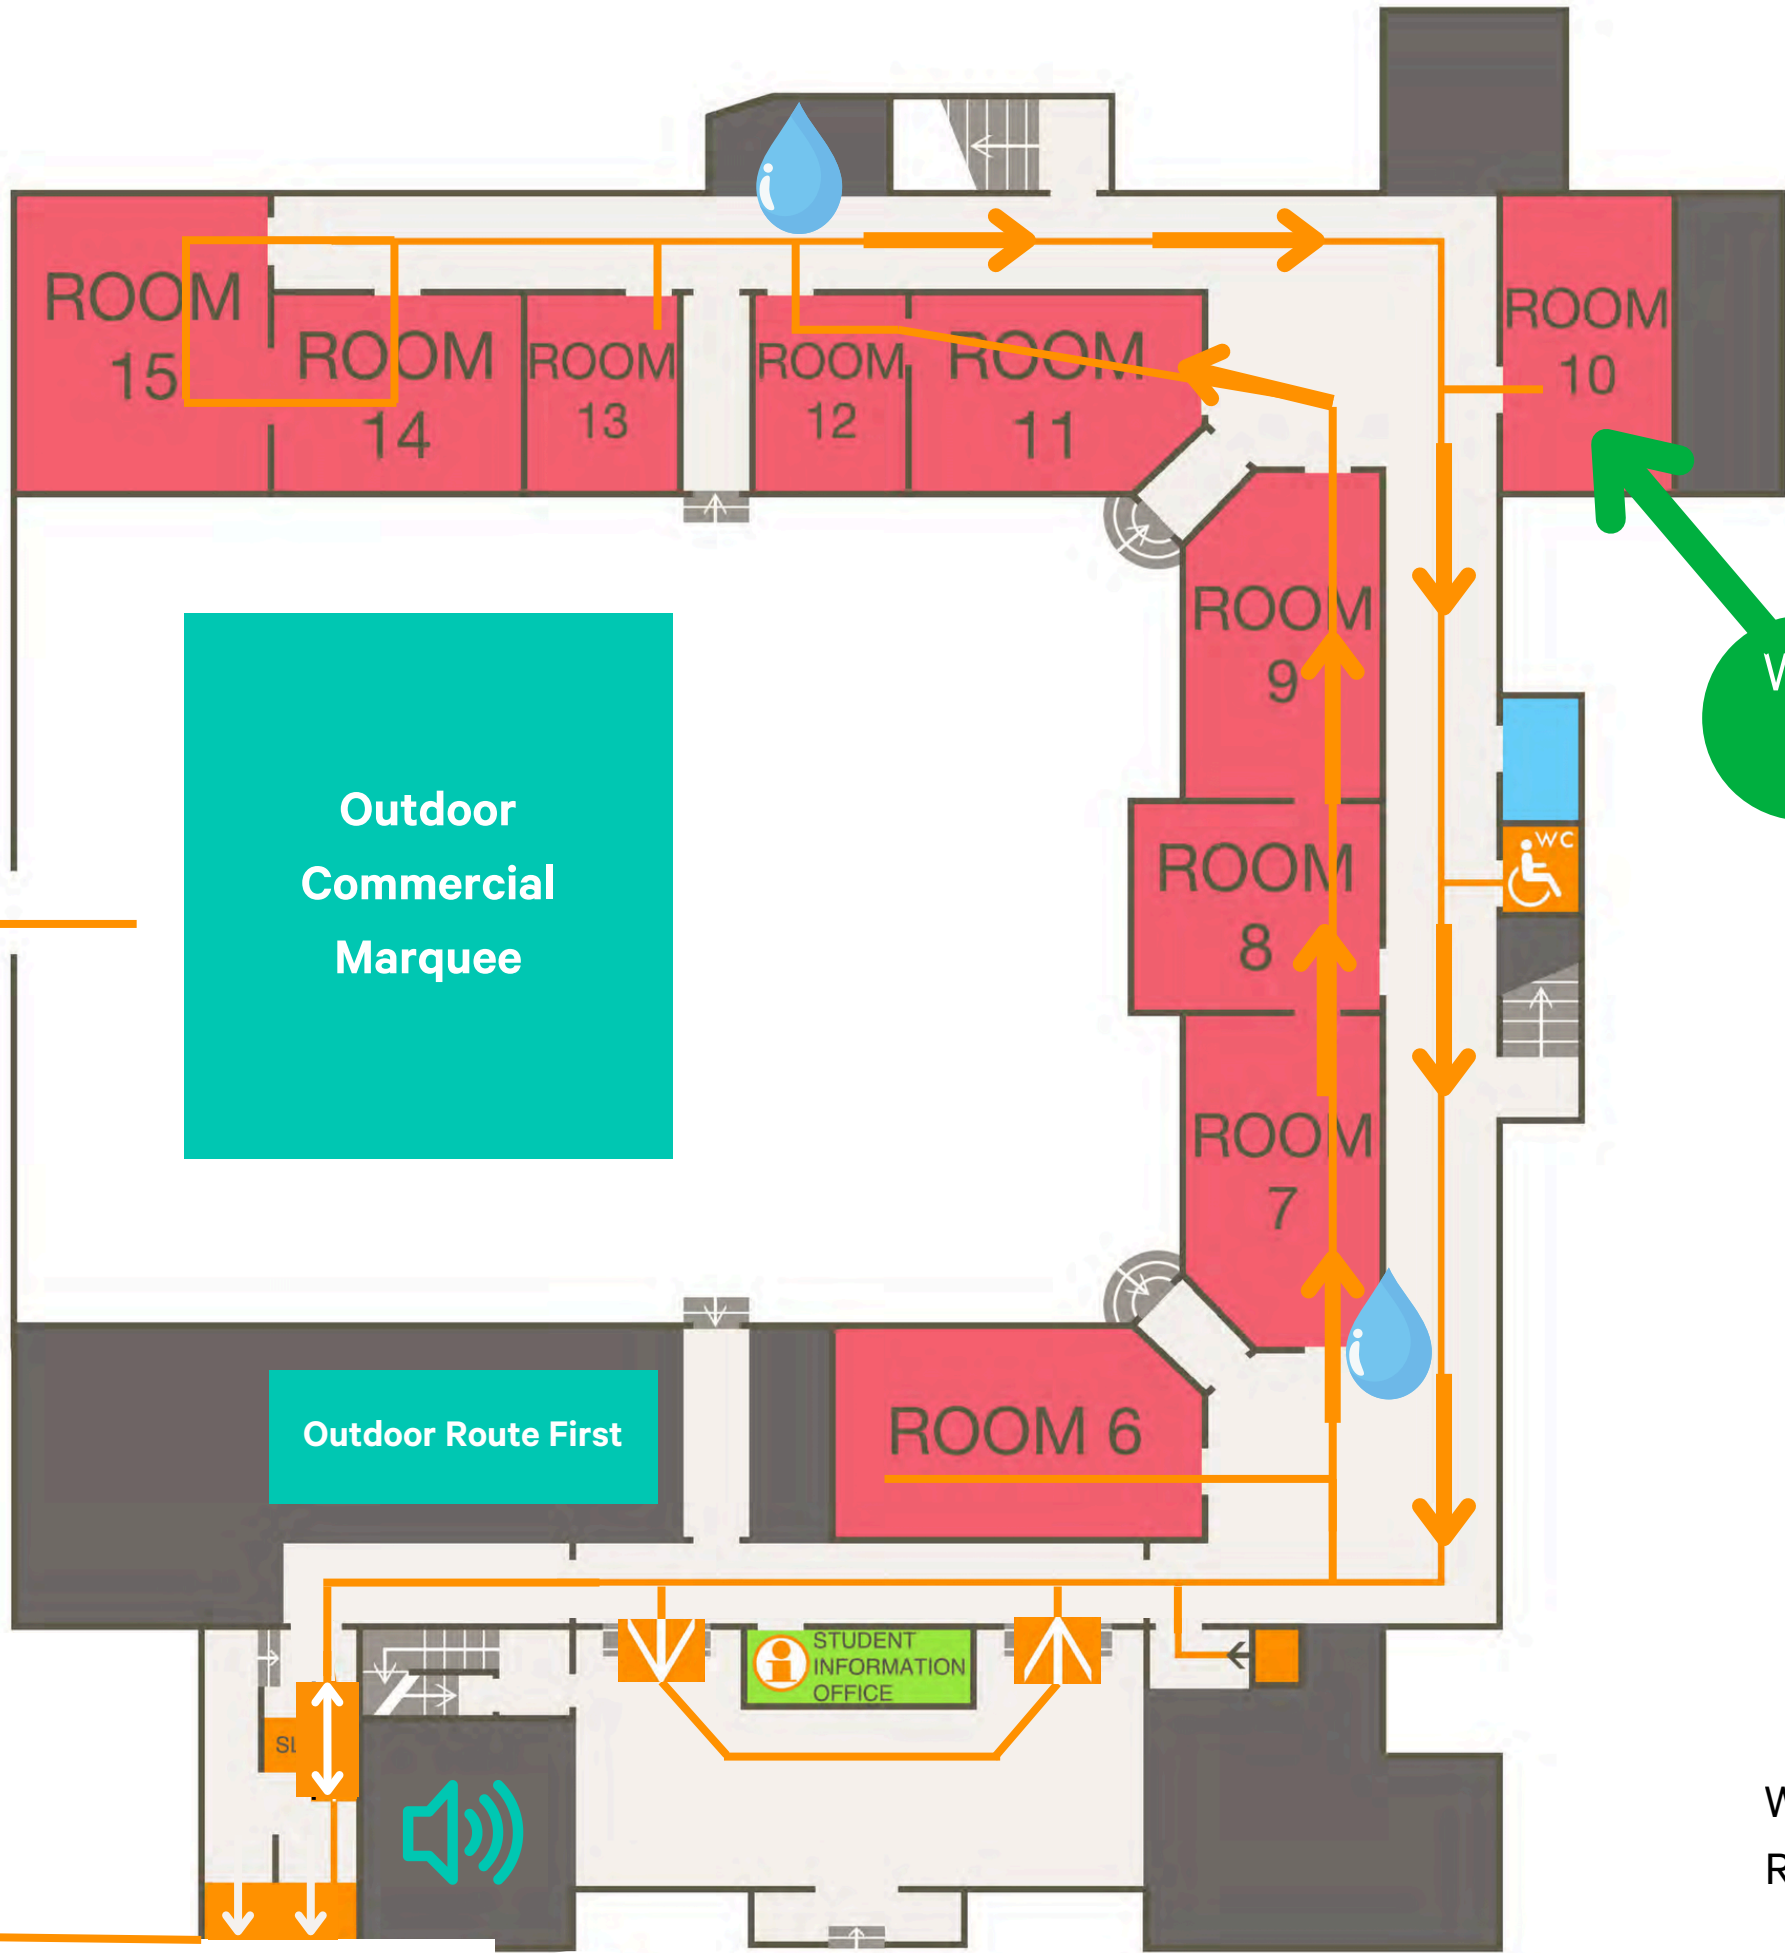 ROOM
15
ROOM
14
ROOM
13
ROOM
12
ROOM
11
ROOM
10
ROOM
9
ROOM
8
ROOM
7
ROOM 6
Outdoor
Commercial
Marquee
WC
Outdoor Route First
STUDENT
INFORMATION
OFFICE